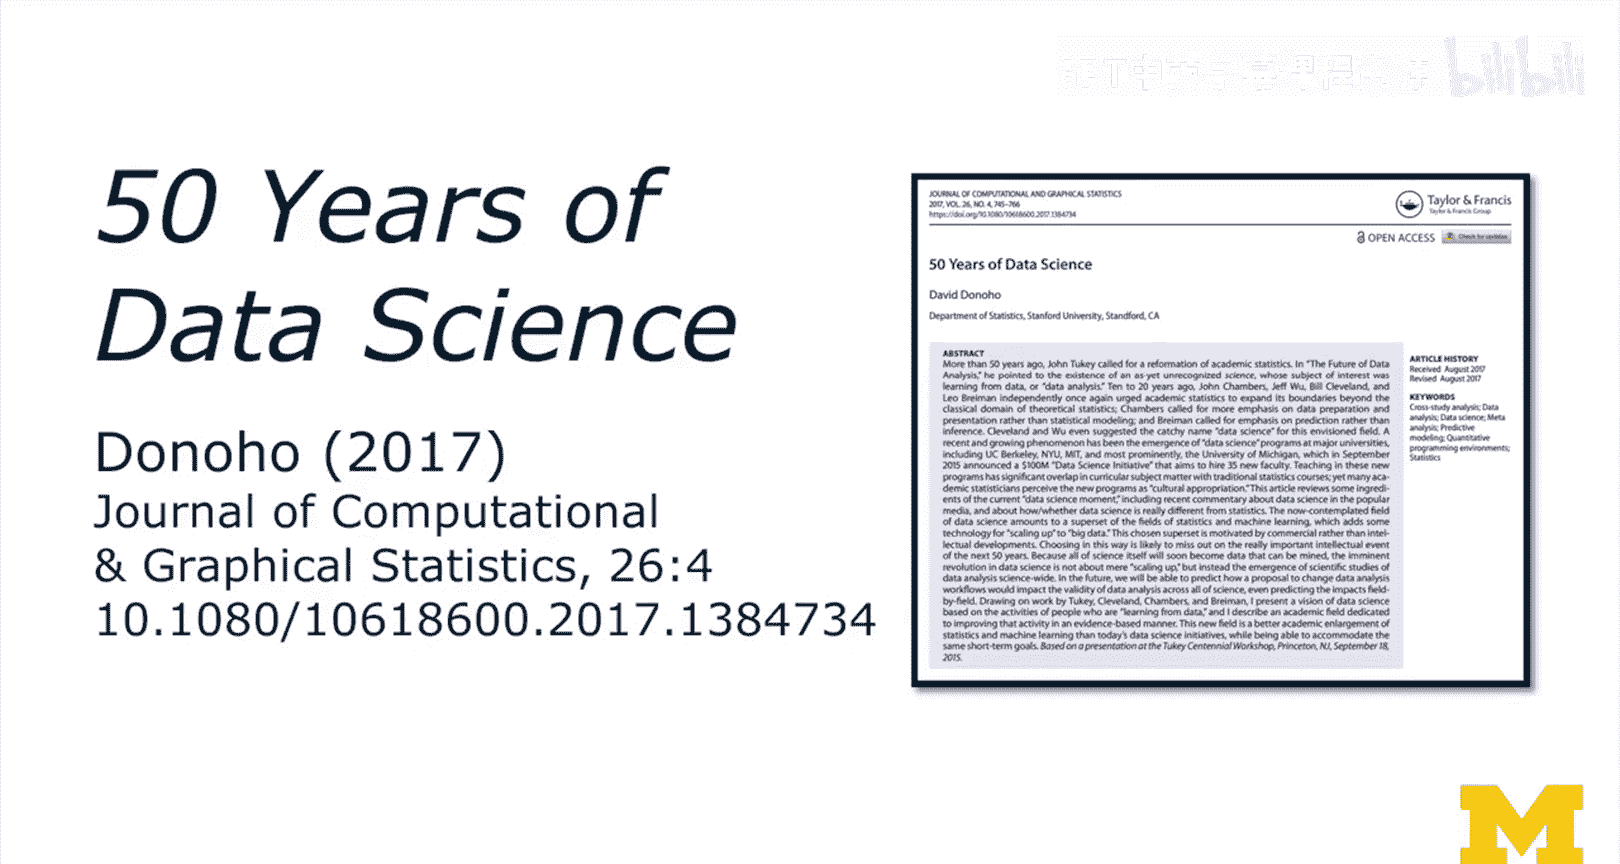 bilibili
50 Years of
Data Science
Donoho (2017)
Journal of Computational
& Graphical Statistics, 26:4
10.1080/10618600.2017.1384734
JOURNAL OF COMPUTATIONAL AND GRAPHICAL STATISTICS
2017, VOL. 26, NO. 4, 745–766
https://doi.org/10.1080/10618600.2017.1384734
Taylor & Francis
Taylor & Francis Group
OPEN ACCESS
Check for updates
50 Years of Data Science
David Donoho
Department of Statistics, Stanford University, Standford, CA
ABSTRACT
More than 50 years ago, John Tukey called for a reformation of academic statistics. In “The Future of Data
Analysis,” he pointed to the existence of an as-yet unrecognized science, whose subject of interest was
learning from data, or “data analysis.” Ten to 20 years ago, John Chambers, Jeff Wu, Bill Cleveland, and
Leo Breiman independently once again urged academic statistics to expand its boundaries beyond the
classical domain of theoretical statistics; Chambers called for more emphasis on data preparation and
presentation rather than statistical modeling; and Breiman called for emphasis on prediction rather than
inference. Cleveland and Wu even suggested the catchy name “data science” for this envisioned field. A
recent and growing phenomenon has been the emergence of “data science” programs at major universities,
including UC Berkeley, NYU, MIT, and most prominently, the University of Michigan, which in September
2015 announced a $100M “Data Science Initiative” that aims to hire 35 new faculty. Teaching in these new
programs has significant overlap in curricular subject matter with traditional statistics courses; yet many aca-
demic statisticians perceive the new programs as “cultural appropriation.” This article reviews some ingredi-
ents of the current “data science moment,” including recent commentary about data science in the popular
media, and about how/whether data science is really different from statistics. The now-contemplated field
of data science amounts to a superset of the fields of statistics and machine learning, which adds some
technology for “scaling up” to “big data.” This chosen superset is motivated by commercial rather than intel-
lectual developments. Choosing in this way is likely to miss out on the really important intellectual event
of the next 50 years. Because all of science itself will soon become data that can be mined, the imminent
revolution in data science is not about mere “scaling up,” but instead the emergence of scientific studies of
data analysis science-wide. In the future, we will be able to predict how a proposal to change data analysis
workflows would impact the validity of data analysis across all of science, even predicting the impacts field-
by-field. Drawing on work by Tukey, Cleveland, Chambers, and Breiman, I present a vision of data science
based on the activities of people who are “learning from data,” and I describe an academic field dedicated
to improving that activity in an evidence-based manner. This new field is a better academic enlargement of
statistics and machine learning than today’s data science initiatives, while being able to accommodate the
same short-term goals. Based on a presentation at the Tukey Centennial Workshop, Princeton, NJ, September 18,
2015.
ARTICLE HISTORY
Received August 2017
Revised August 2017
KEYWORDS
Cross-study analysis; Data
analysis; Data science; Meta
analysis; Predictive
modeling; Quantitative
programming environments;
Statistics
M